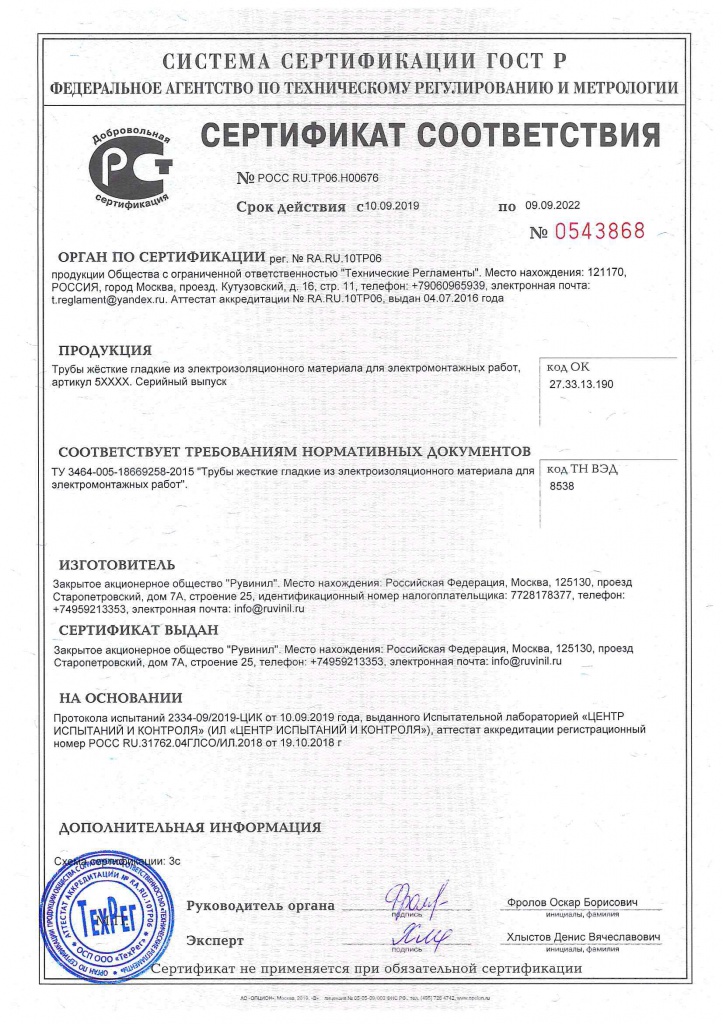 СИСТЕМА СЕРТИФИКАЦИИ ГОСТ Р
ФЕДЕРАЛЬНОЕ АГЕНТСТВО ПО ТЕХНИЧЕСКОМУ РЕГУЛИРОВАНИЮ И МЕТРОЛОГИИ
Добровольная
РСТ
сертификация
СЕРТИФИКАТ СООТВЕТСТВИЯ
№ РОСС RU.ТР06.Н00676
Срок действия с 10.09.2019 по 09.09.2022
№ 0543868
ОРГАН ПО СЕРТИФИКАЦИИ рег. № RA.RU.10ТР06
продукции Общества с ограниченной ответственностью "Технические Регламенты". Место нахождения: 121170,
РОССИЯ, город Москва, проезд. Кутузовский, д. 16, стр. 11, телефон: +79060965939, электронная почта:
t.reglament@yandex.ru. Аттестат аккредитации № RA.RU.10ТР06, выдан 04.07.2016 года
ПРОДУКЦИЯ
Трубы жёсткие гладкие из электроизоляционного материала для электромонтажных работ,
артикул 5XXXX. Серийный выпуск
код ОК
27.33.13.190
СООТВЕТСТВУЕТ ТРЕБОВАНИЯМ НОРМАТИВНЫХ ДОКУМЕНТОВ
ТУ 3464-005-18669258-2015 "Трубы жесткие гладкие из электроизоляционного материала для
электромонтажных работ".
код ТН ВЭД
8538
ИЗГОТОВИТЕЛЬ
Закрытое акционерное общество "Рувинил". Место нахождения: Российская Федерация, Москва, 125130, проезд
Старопетровский, дом 7А, строение 25, идентификационный номер налогоплательщика: 7728178377, телефон:
+74959213353, электронная почта: info@ruvinil.ru
СЕРТИФИКАТ ВЫДАН
Закрытое акционерное общество "Рувинил". Место нахождения: Российская Федерация, Москва, 125130, проезд
Старопетровский, дом 7А, строение 25, телефон: +74959213353, электронная почта: info@ruvinil.ru
НА ОСНОВАНИИ
Протокола испытаний 2334-09/2019-ЦИК от 10.09.2019 года, выданного Испытательной лабораторией «ЦЕНТР
ИСПЫТАНИЙ И КОНТРОЛЯ» (ИЛ «ЦЕНТР ИСПЫТАНИЙ И КОНТРОЛЯ»), аттестат аккредитации регистрационный
номер РОСС RU.31762.04ГЛСО/ИЛ.2018 от 19.10.2018 г
ДОПОЛНИТЕЛЬНАЯ ИНФОРМАЦИЯ
Схема сертификации: 3с
АТТЕСТАТ АККРЕДИТАЦИИ № RA.RU.10ТР06
ТехРег
М.П.
ОСП ООО «ТехРег»
Руководитель органа
подпись
Фролов Оскар Борисович
инициалы, фамилия
Эксперт
подпись
Хлыстов Денис Вячеславович
инициалы, фамилия
Сертификат не применяется при обязательной сертификации
АО «ОПЦИОН», Москва, 2019, «В»